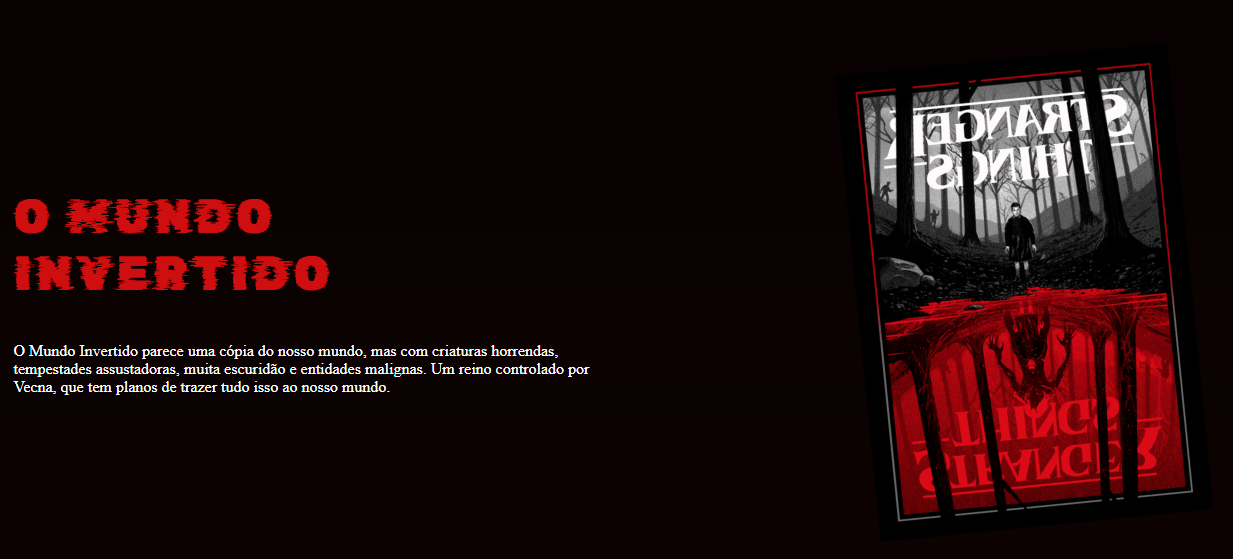 O MUNDO
INVERTIDO
O Mundo Invertido parece uma cópia do nosso mundo, mas com criaturas horrendas,
tempestades assustadoras, muita escuridão e entidades malignas. Um reino controlado por
Vecna, que tem planos de trazer tudo isso ao nosso mundo.
STRANGER
THINGS
THINGS
STRANGER